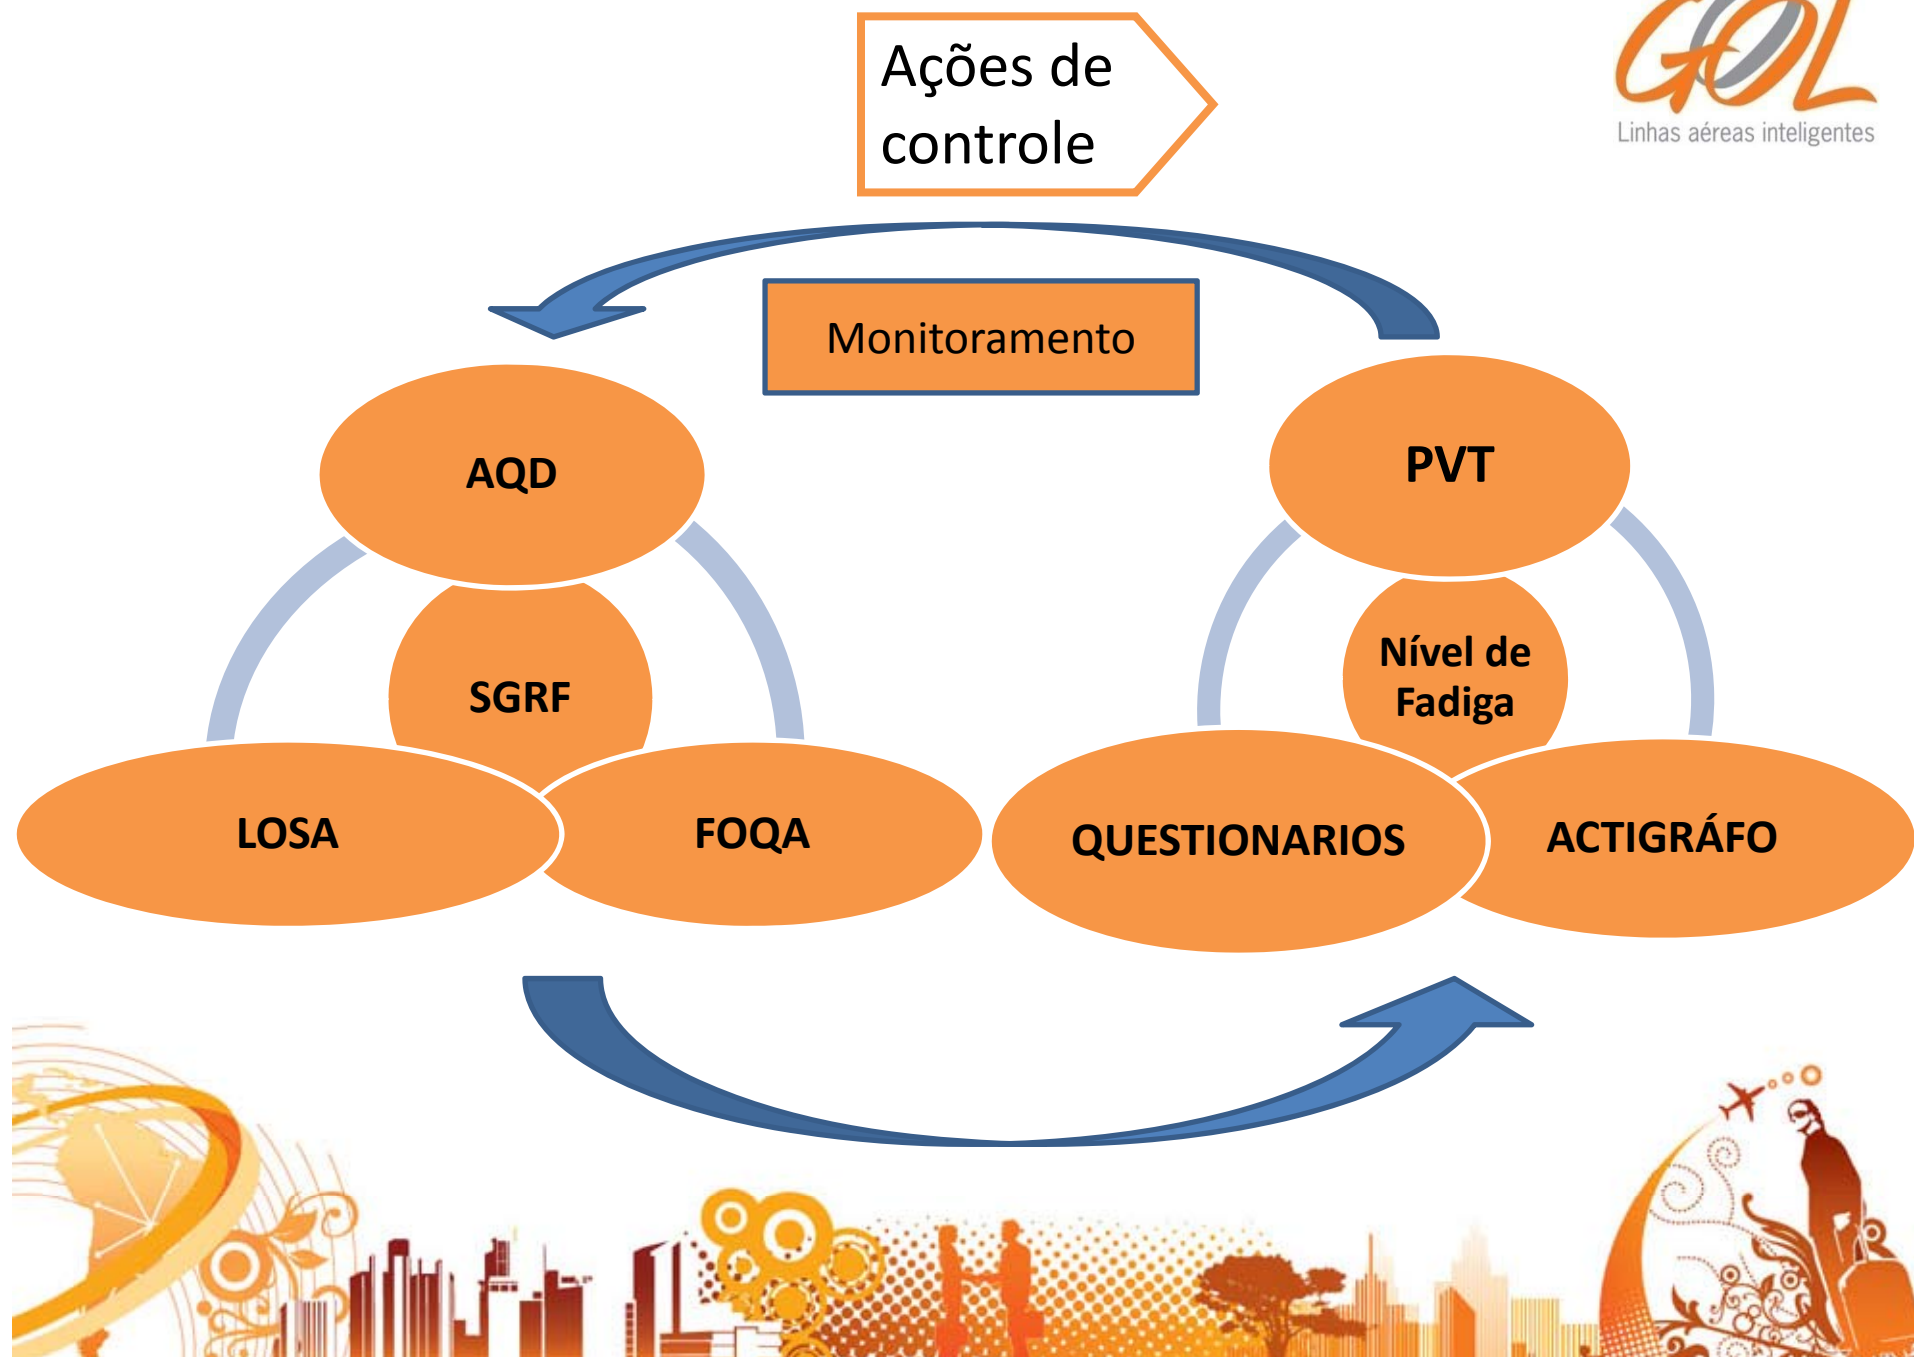 Ações de
controle
GOL
Linhas aéreas inteligentes
Monitoramento
AQD
SGRF
LOSA
FOQA
PVT
Nível de
Fadiga
QUESTIONARIOS
ACTIGRÁFO